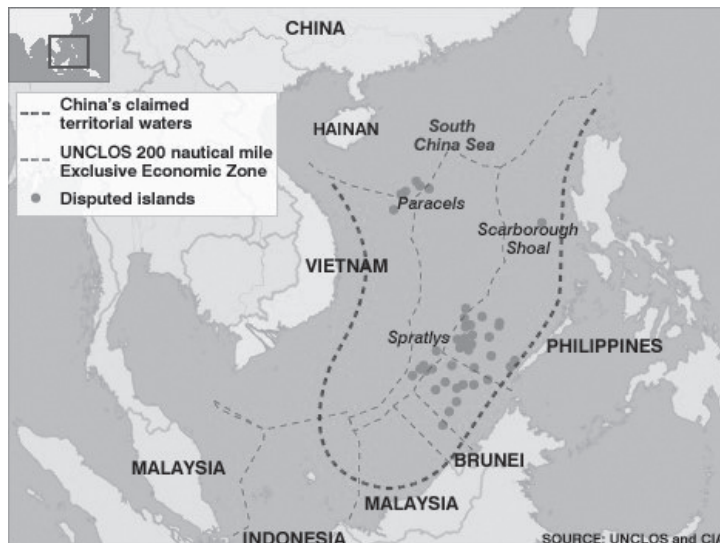 CHINA
China's claimed
territorial waters
UNCLOS 200 nautical mile
Exclusive Economic Zone
Disputed islands
HAINAN
South
China Sea
Paracels
Scarborough
Shoal
VIETNAM
Spratlys
PHILIPPINES
BRUNEI
MALAYSIA
MALAYSIA
INDONESIA
SOURCE: UNCLOS and CIA